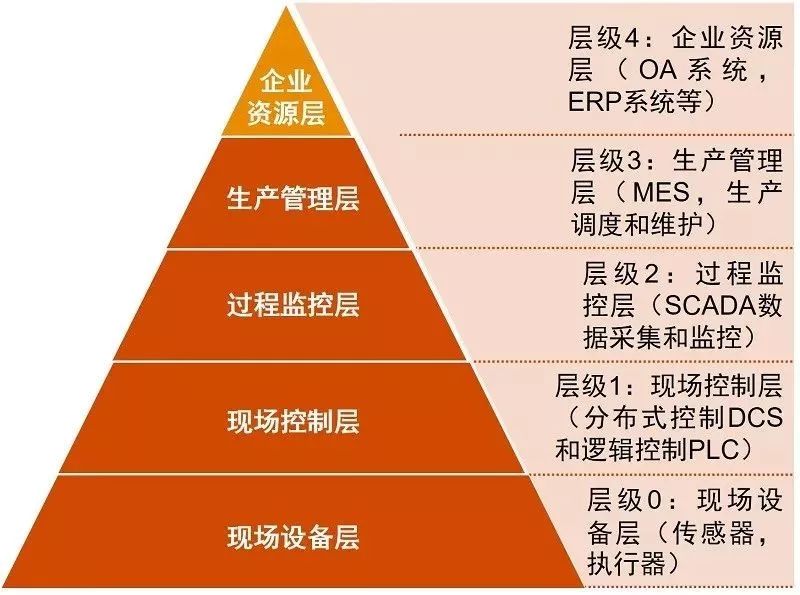 企业
资源层
层级4：企业资源
层（OA系统，
ERP系统等）
生产管理层
层级3：生产管理
层（MES，生产
调度和维护）
过程监控层
层级2：过程监
控层（SCADA数
据采集和监控）
现场控制层
层级1：现场控制层
（分布式控制DCS
和逻辑控制PLC）
现场设备层
层级0：现场设
备层（传感器，
执行器）